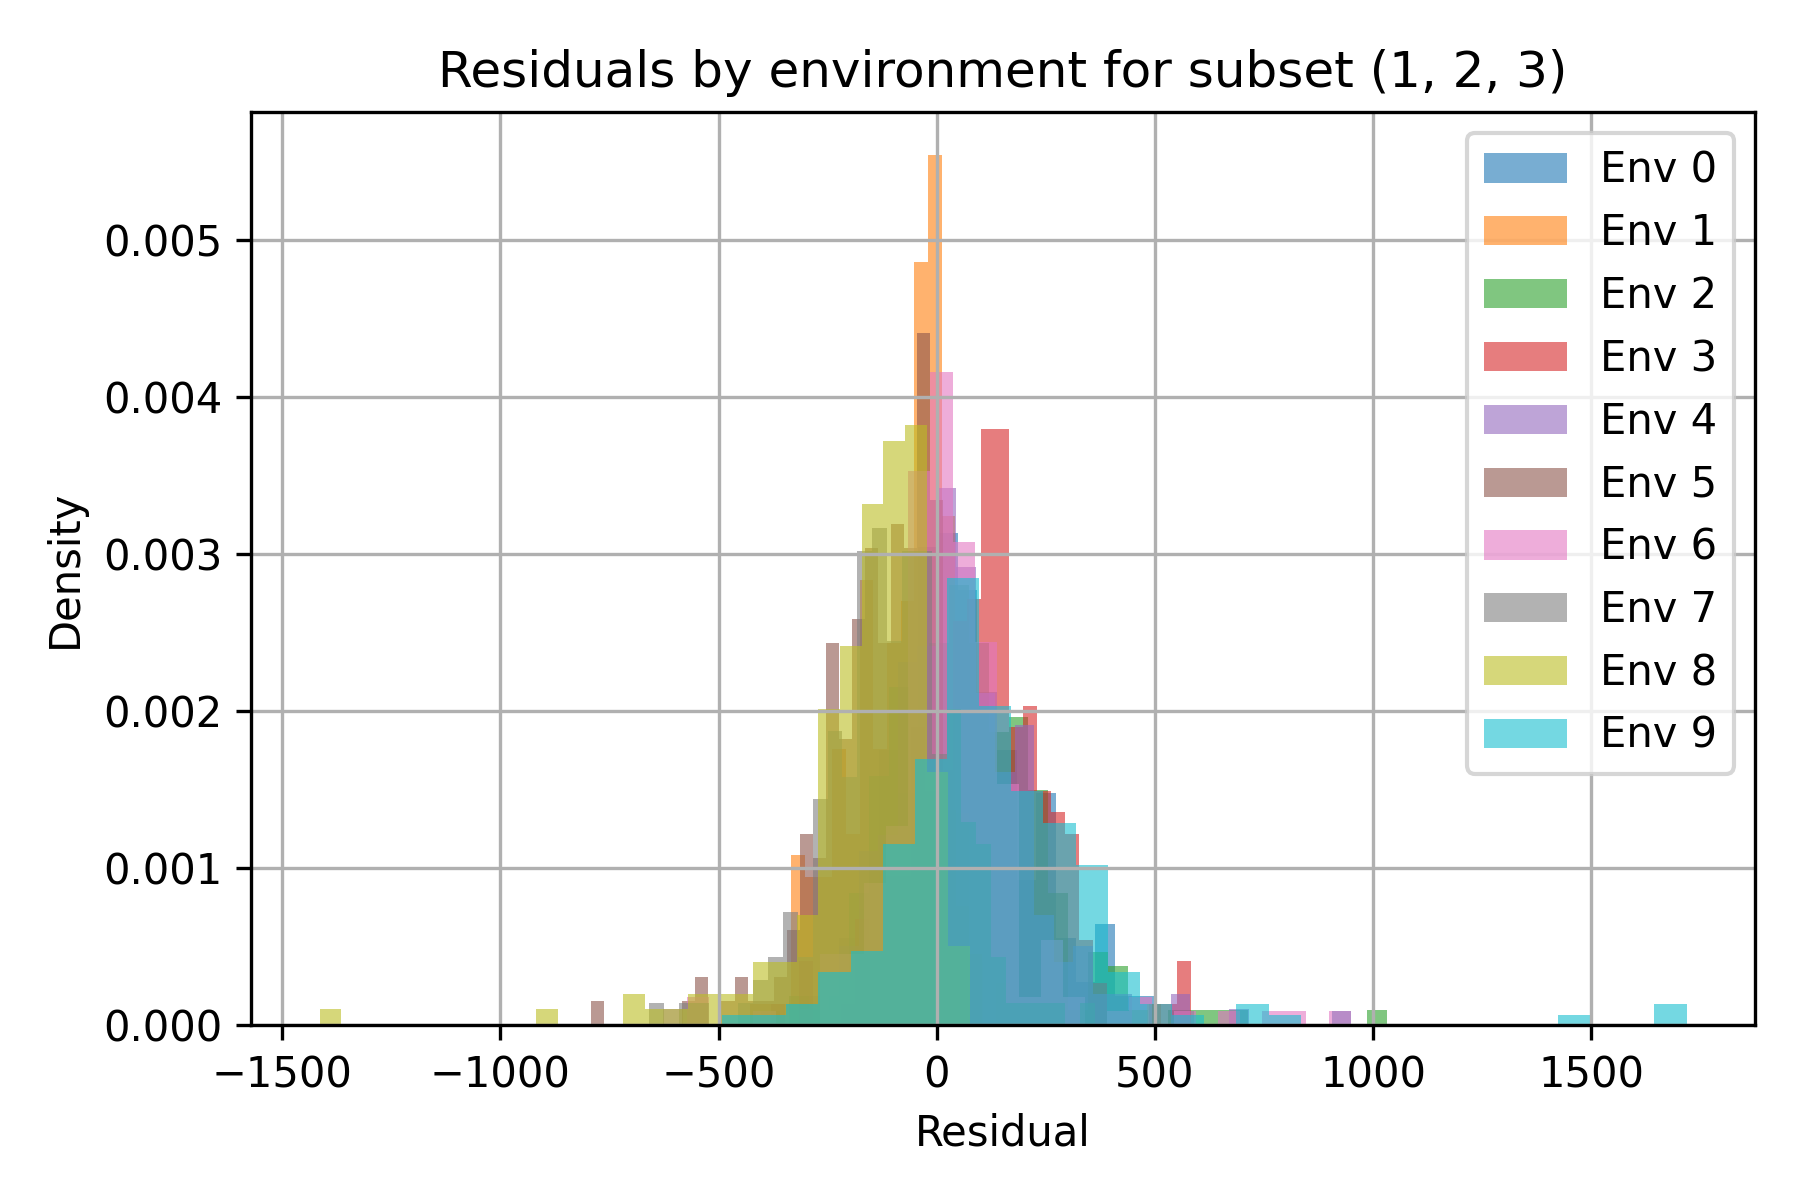 Residuals by environment for subset (1, 2, 3)
Env 0
Env 1
Env 2
Env 3
Env 4
Env 5
Env 6
Env 7
Env 8
Env 9
Density
0.005
0.004
0.003
0.002
0.001
0.000
−1500 −1000 −500 0 500 1000 1500
Residual